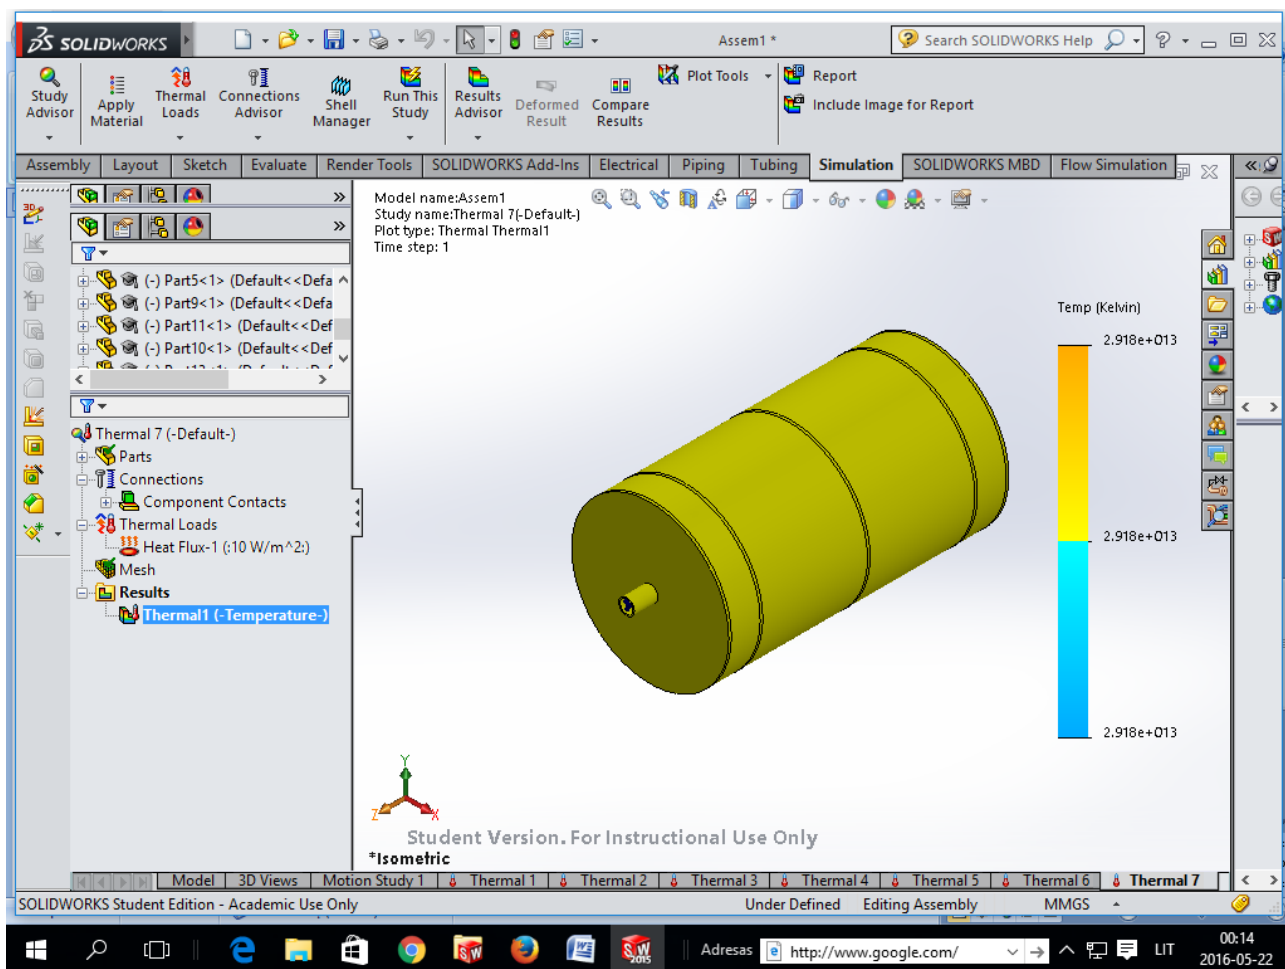 SOLIDWORKS
Assem1 *
Search SOLIDWORKS Help
Study Advisor
Apply Material
Thermal Loads
Connections Advisor
Shell Manager
Run This Study
Results Advisor
Deformed Result
Compare Results
Plot Tools
Report
Include Image for Report
Assembly Layout Sketch Evaluate Render Tools SOLIDWORKS Add-Ins Electrical Piping Tubing Simulation SOLIDWORKS MBD Flow Simulation
Model name:Assem1
Study name:Thermal 7(-Default-)
Plot type: Thermal Thermal1
Time step: 1
(-) Part5<1> (Default<<Defa
(-) Part9<1> (Default<<Defa
(-) Part11<1> (Default<<Def
(-) Part10<1> (Default<<Def
Thermal 7 (-Default-)
Parts
Connections
Component Contacts
Thermal Loads
Heat Flux-1 (:10 W/m^2:)
Mesh
Results
Thermal1 (-Temperature-)
Temp (Kelvin)
2.918e+013
2.918e+013
2.918e+013
Y
Z X
Student Version. For Instructional Use Only
*Isometric
Model 3D Views Motion Study 1 Thermal 1 Thermal 2 Thermal 3 Thermal 4 Thermal 5 Thermal 6 Thermal 7
SOLIDWORKS Student Edition - Academic Use Only Under Defined Editing Assembly MMGS
Adresas http://www.google.com/ LIT 00:14
2016-05-22